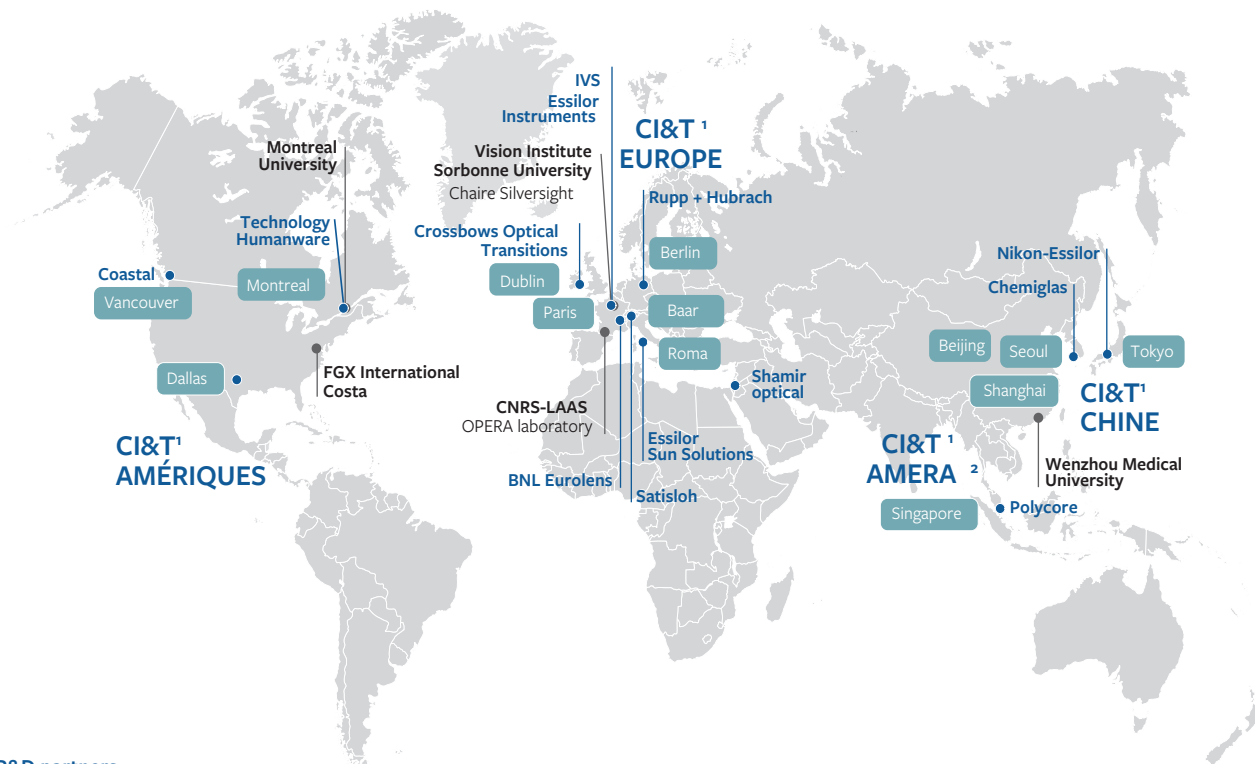 IVS
Essilor
Instruments
CI&T ¹
EUROPE
Montreal
University
Vision Institute
Sorbonne University
Chaire Silversight
Rupp + Hubrach
Technology
Humanware
Crossbows Optical
Transitions
Berlin
Nikon-Essilor
Coastal
Montreal
Dublin
Chemiglas
Vancouver
Paris
Baar
Beijing
Seoul
Tokyo
Roma
Dallas
FGX International
Costa
Shamir
optical
Shanghai
CI&T¹
CHINE
CNRS-LAAS
OPERA laboratory
CI&T¹
AMÉRIQUES
Essilor
Sun Solutions
CI&T ¹
AMERA ²
Wenzhou Medical
University
BNL Eurolens
Satisloh
Singapore
Polycore